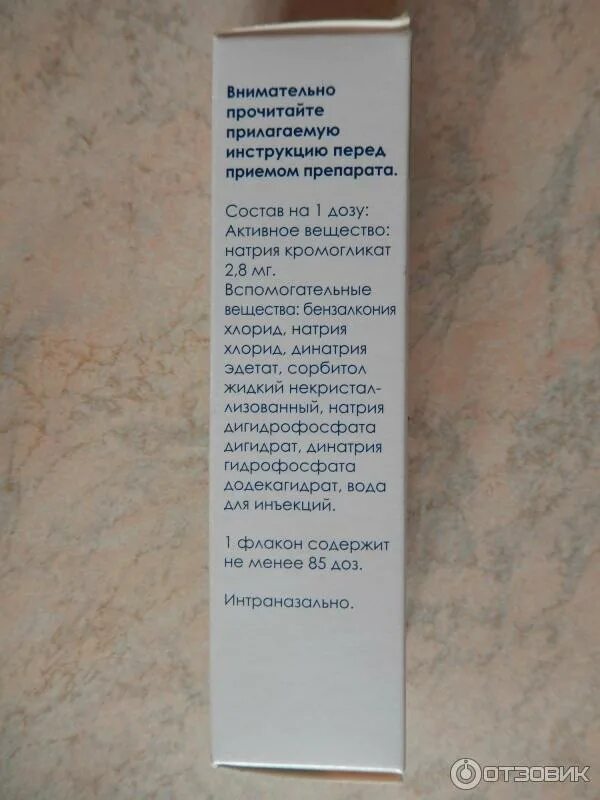 Внимательно
прочитайте
прилагаемую
инструкцию перед
приемом препарата.
Состав на 1 дозу:
Активное вещество:
натрия кромогликат
2,8 мг.
Вспомогательные
вещества: бензалкония
хлорид, натрия
хлорид, динатрия
эдетат, сорбитол
жидкий некристал-
лизованный, натрия
дигидрофосфата
дигидрат, динатрия
гидрофосфата
додекагидрат, вода
для инъекций.
1 флакон содержит
не менее 85 доз.
Интраназально.
ОТЗОВИК